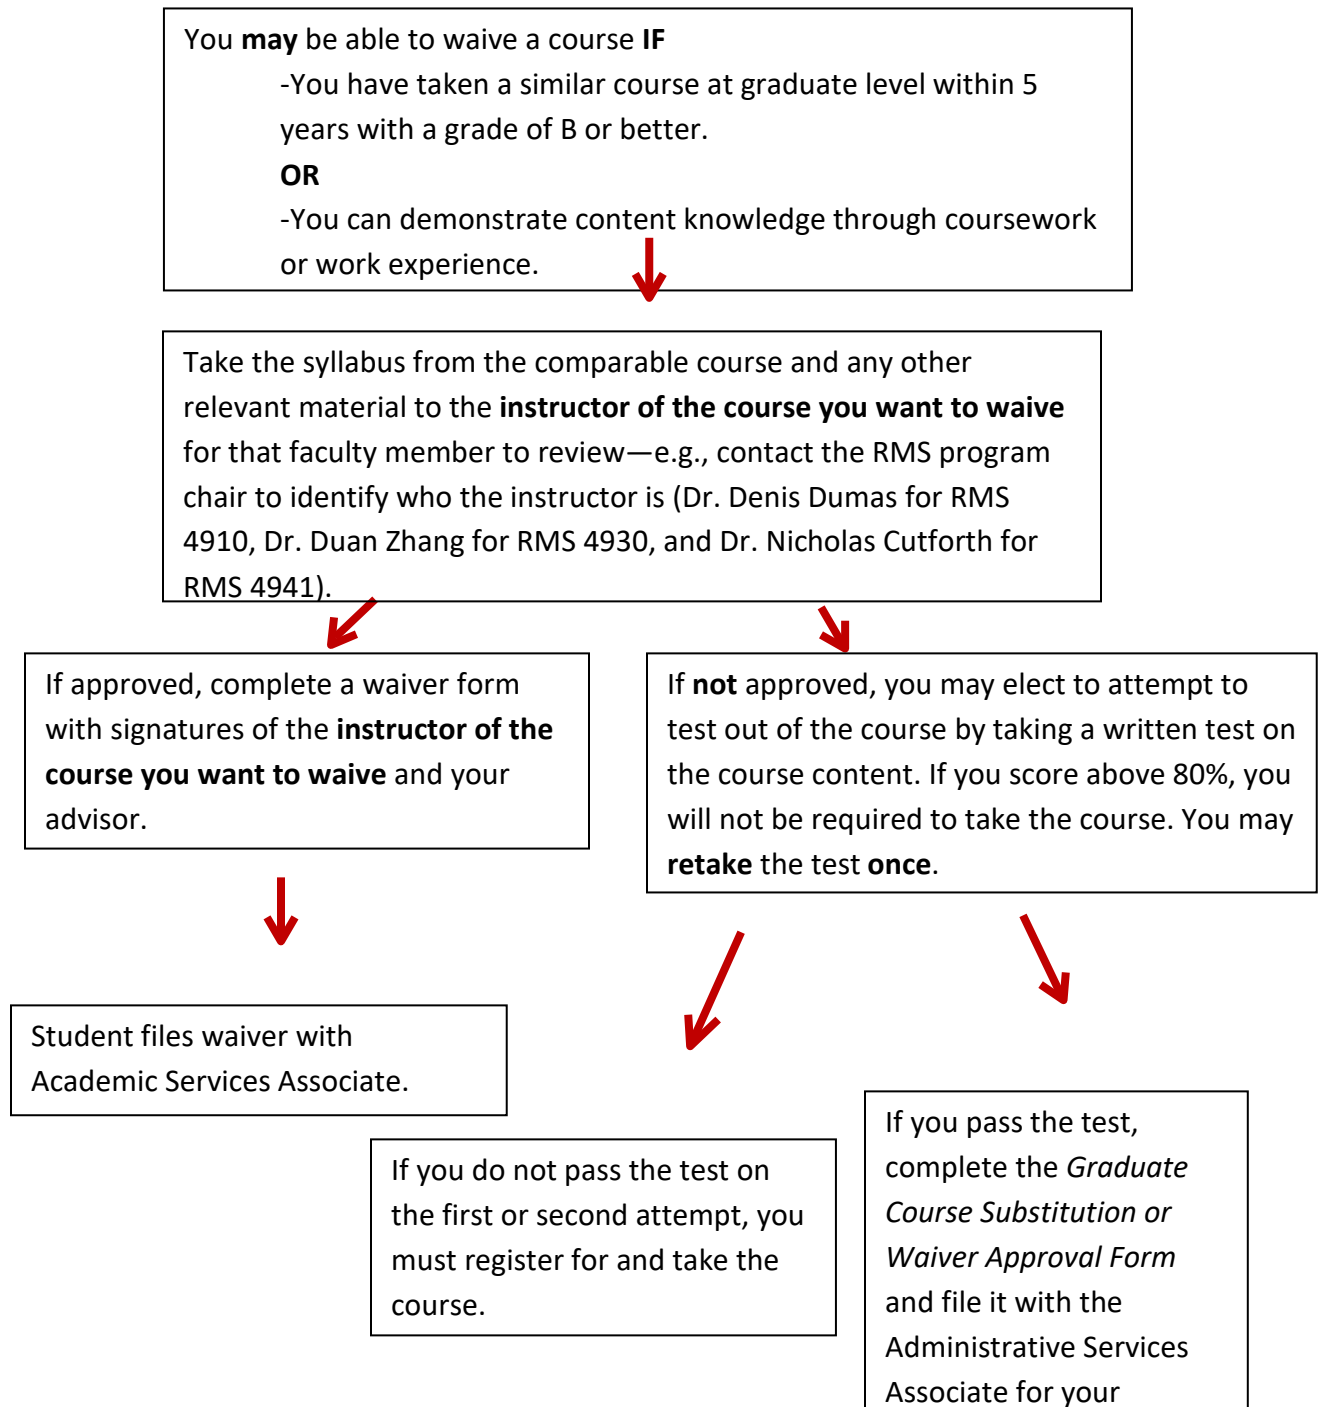 You may be able to waive a course IF
-You have taken a similar course at graduate level within 5
years with a grade of B or better.
OR
-You can demonstrate content knowledge through coursework
or work experience.
Take the syllabus from the comparable course and any other
relevant material to the instructor of the course you want to waive
for that faculty member to review—e.g., contact the RMS program
chair to identify who the instructor is (Dr. Denis Dumas for RMS
4910, Dr. Duan Zhang for RMS 4930, and Dr. Nicholas Cutforth for
RMS 4941).
If approved, complete a waiver form
with signatures of the instructor of the
course you want to waive and your
advisor.
If not approved, you may elect to attempt to
test out of the course by taking a written test on
the course content. If you score above 80%, you
will not be required to take the course. You may
retake the test once.
Student files waiver with
Academic Services Associate.
If you do not pass the test on
the first or second attempt, you
must register for and take the
course.
If you pass the test,
complete the Graduate
Course Substitution or
Waiver Approval Form
and file it with the
Administrative Services
Associate for your